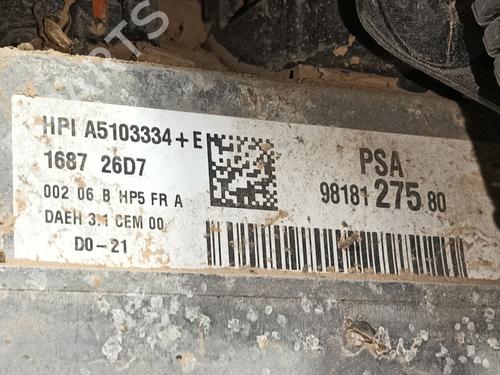 HPI A5103334+E
1687 26D7
002 06 B HP5 FR A
DAEH 3.1 CEM 00
D0-21
PSA
98181 275 80